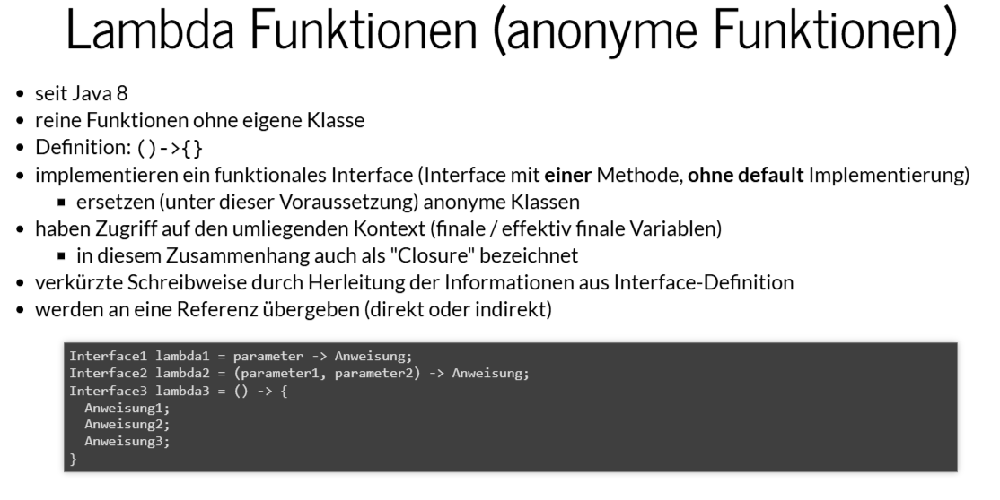 Lambda Funktionen (anonyme Funktionen)
• seit Java 8
• reine Funktionen ohne eigene Klasse
• Definition: ()->{}
• implementieren ein funktionales Interface (Interface mit einer Methode, ohne default Implementierung)
▪ ersetzen (unter dieser Voraussetzung) anonyme Klassen
• haben Zugriff auf den umliegenden Kontext (finale / effektiv finale Variablen)
▪ in diesem Zusammenhang auch als "Closure" bezeichnet
• verkürzte Schreibweise durch Herleitung der Informationen aus Interface-Definition
• werden an eine Referenz übergeben (direkt oder indirekt)
Interface1 lambda1 = parameter -> Anweisung;
Interface2 lambda2 = (parameter1, parameter2) -> Anweisung;
Interface3 lambda3 = () -> {
  Anweisung1;
  Anweisung2;
  Anweisung3;
}